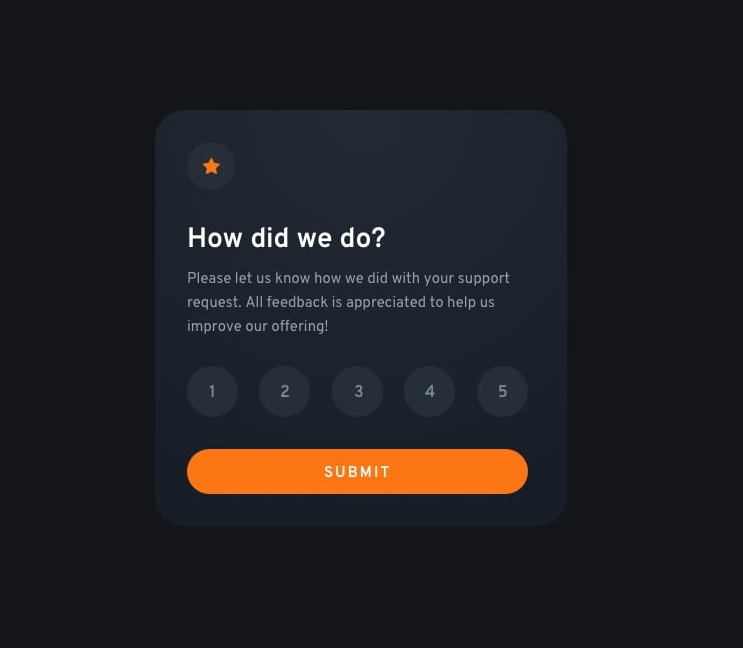 How did we do?
Please let us know how we did with your support
request. All feedback is appreciated to help us
improve our offering!
1 2 3 4 5
SUBMIT